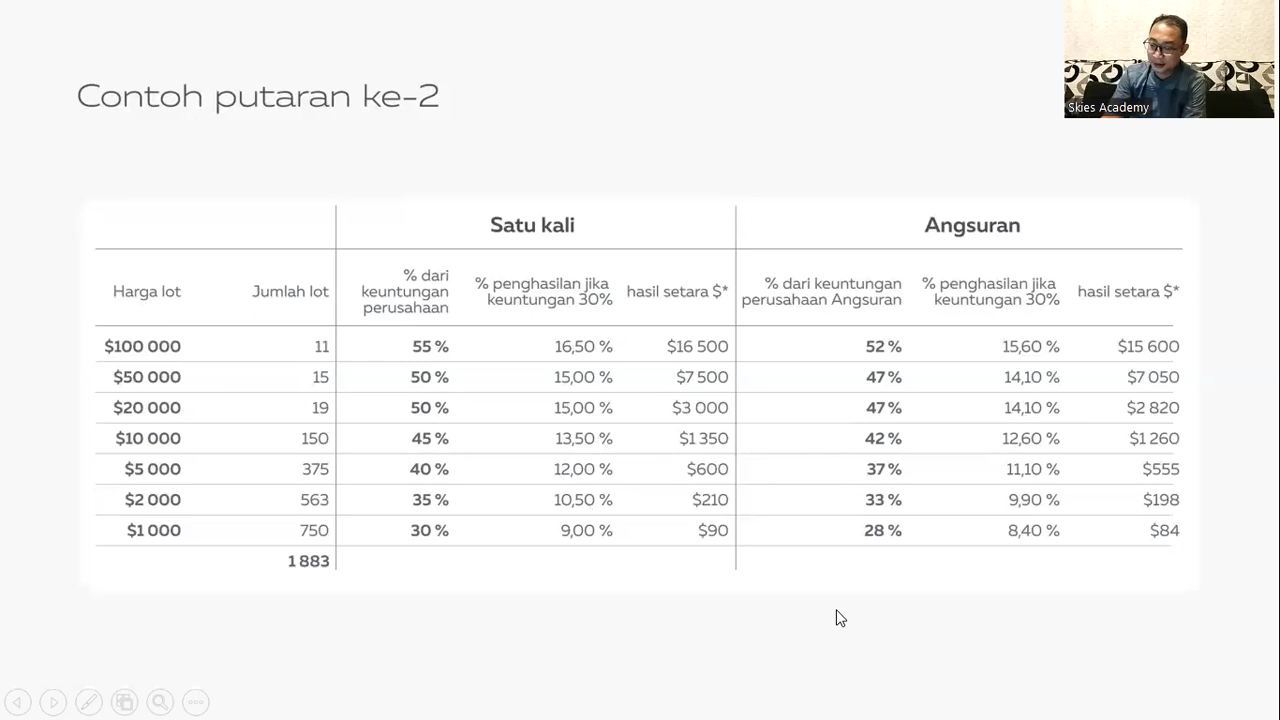 Skies Academy
Contoh putaran ke-2
Satu kali Angsuran
Harga lot Jumlah lot % dari keuntungan perusahaan % penghasilan jika keuntungan 30% hasil setara $* % dari keuntungan perusahaan Angsuran % penghasilan jika keuntungan 30% hasil setara $*
$100 000 11 55 % 16,50 % $16 500 52 % 15,60 % $15 600
$50 000 15 50 % 15,00 % $7 500 47 % 14,10 % $7 050
$20 000 19 50 % 15,00 % $3 000 47 % 14,10 % $2 820
$10 000 150 45 % 13,50 % $1 350 42 % 12,60 % $1 260
$5 000 375 40 % 12,00 % $600 37 % 11,10 % $555
$2 000 563 35 % 10,50 % $210 33 % 9,90 % $198
$1 000 750 30 % 9,00 % $90 28 % 8,40 % $84
1 883